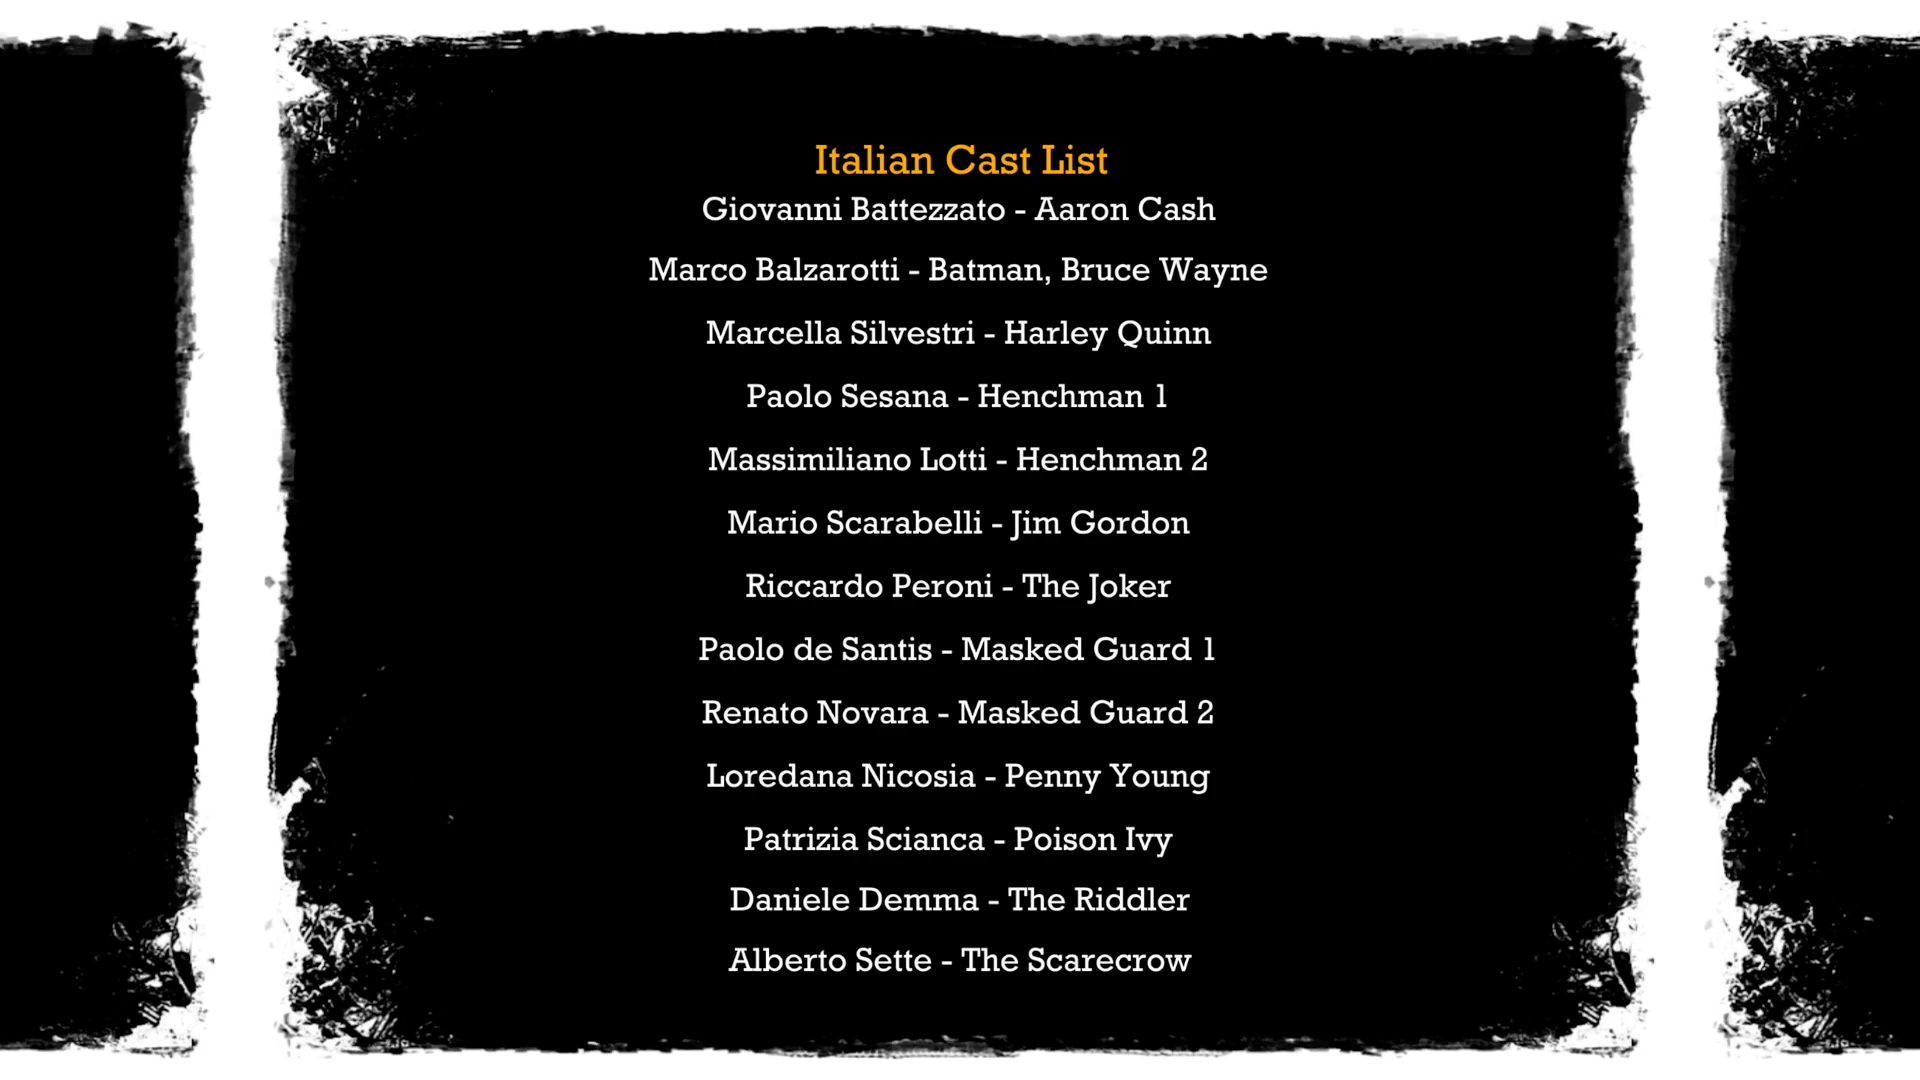 Italian Cast List
Giovanni Battezzato - Aaron Cash
Marco Balzarotti - Batman, Bruce Wayne
Marcella Silvestri - Harley Quinn
Paolo Sesana - Henchman 1
Massimiliano Lotti - Henchman 2
Mario Scarabelli - Jim Gordon
Riccardo Peroni - The Joker
Paolo de Santis - Masked Guard 1
Renato Novara - Masked Guard 2
Loredana Nicosia - Penny Young
Patrizia Scianca - Poison Ivy
Daniele Demma - The Riddler
Alberto Sette - The Scarecrow